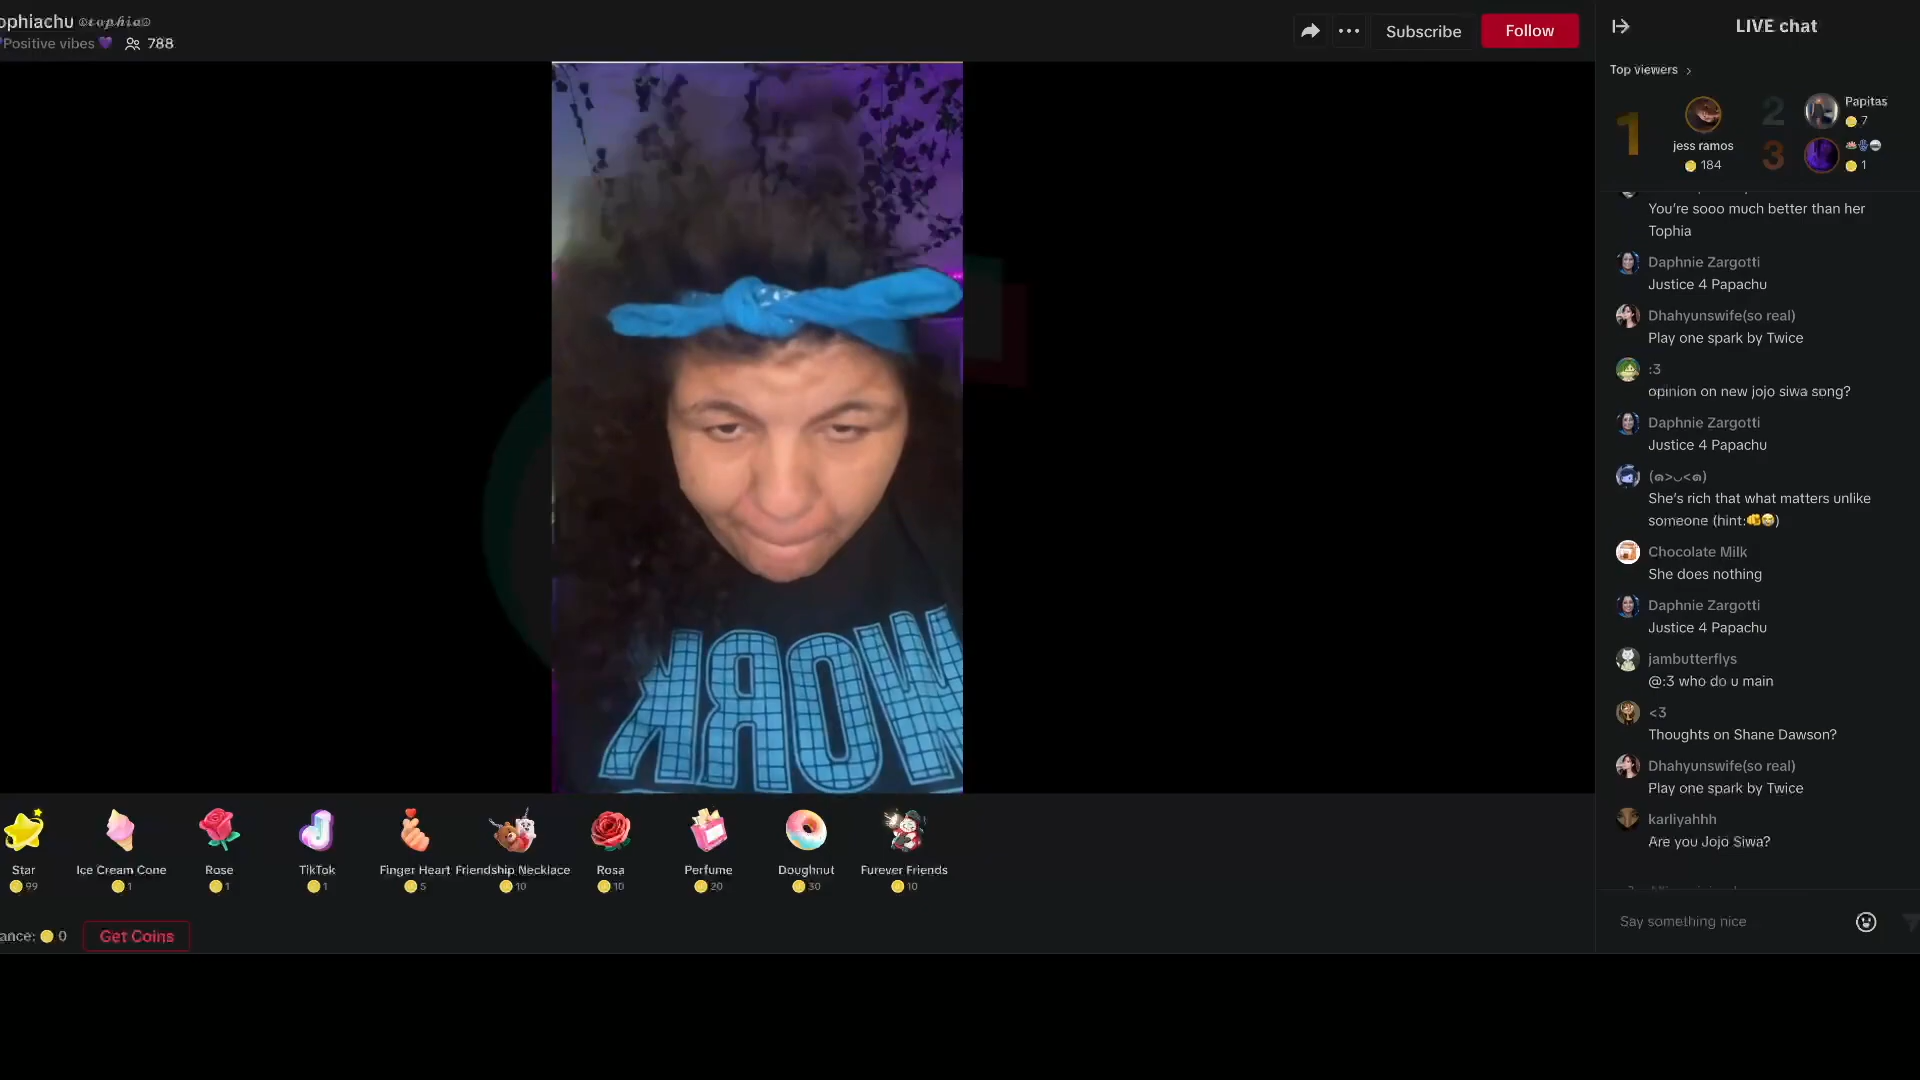 ophiachu @tophia
Positive vibes 💜 788
Subscribe
Follow
LIVE chat
Top viewers >
1
jess ramos
184
2
Papitas
7
3
1
You're sooo much better than her
Tophia
Daphnie Zargotti
Justice 4 Papachu
Dhahyunswife(so real)
Play one spark by Twice
:3
opinion on new jojo siwa song?
Daphnie Zargotti
Justice 4 Papachu
(ฅ>ᴗ<ฅ)
She's rich that what matters unlike
someone (hint:🫵😭)
Chocolate Milk
She does nothing
Daphnie Zargotti
Justice 4 Papachu
jambutterflys
@:3 who do u main
<3
Thoughts on Shane Dawson?
Dhahyunswife(so real)
Play one spark by Twice
karliyahhh
Are you Jojo Siwa?
Say something nice
WORK
Star
99
Ice Cream Cone
1
Rose
1
TikTok
1
Finger Heart
5
Friendship Necklace
10
Rosa
10
Perfume
20
Doughnut
30
Furever Friends
10
ance: 0
Get Coins